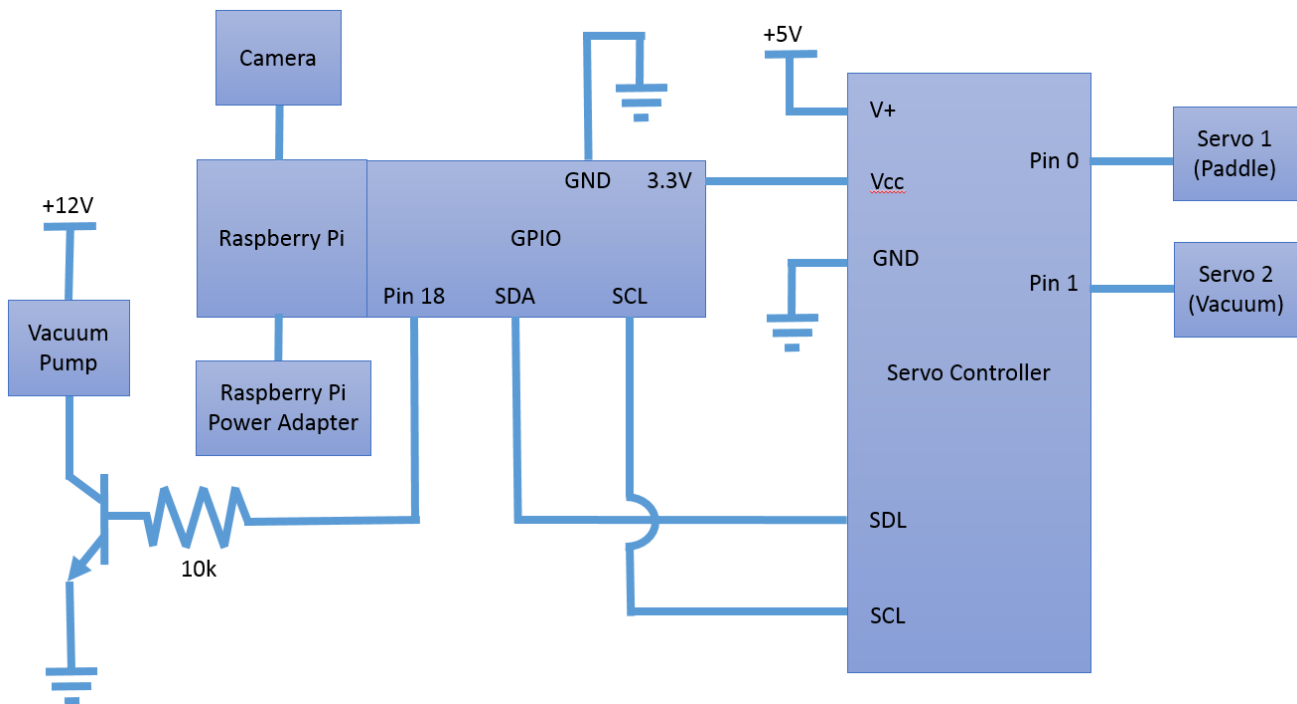 Camera
+5V
V+
Pin 0
Servo 1
(Paddle)
GND
3.3V
Vcc
+12V
Raspberry Pi
GPIO
GND
Pin 1
Servo 2
(Vacuum)
Pin 18
SDA
SCL
Vacuum
Pump
Raspberry Pi
Power Adapter
Servo Controller
SDL
10k
SCL